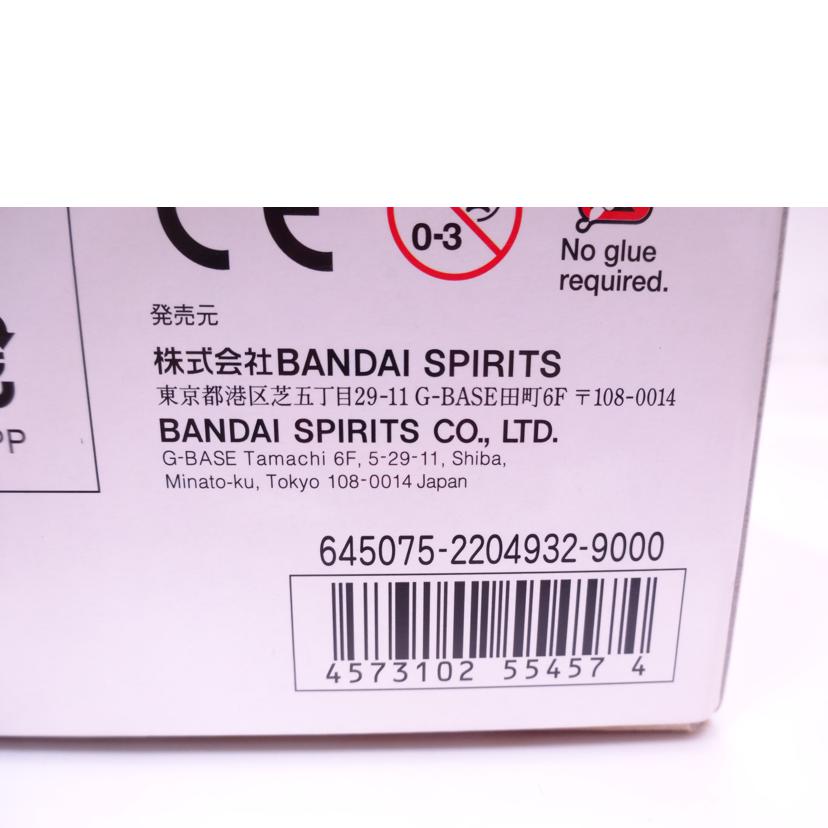 CE
0-3
No glue
required.
発売元
株式会社BANDAI SPIRITS
東京都港区芝五丁目29-11 G-BASE田町6F 〒108-0014
BANDAI SPIRITS CO., LTD.
G-BASE Tamachi 6F, 5-29-11, Shiba,
Minato-ku, Tokyo 108-0014 Japan
PP
645075-2204932-9000
4573102 55457 4